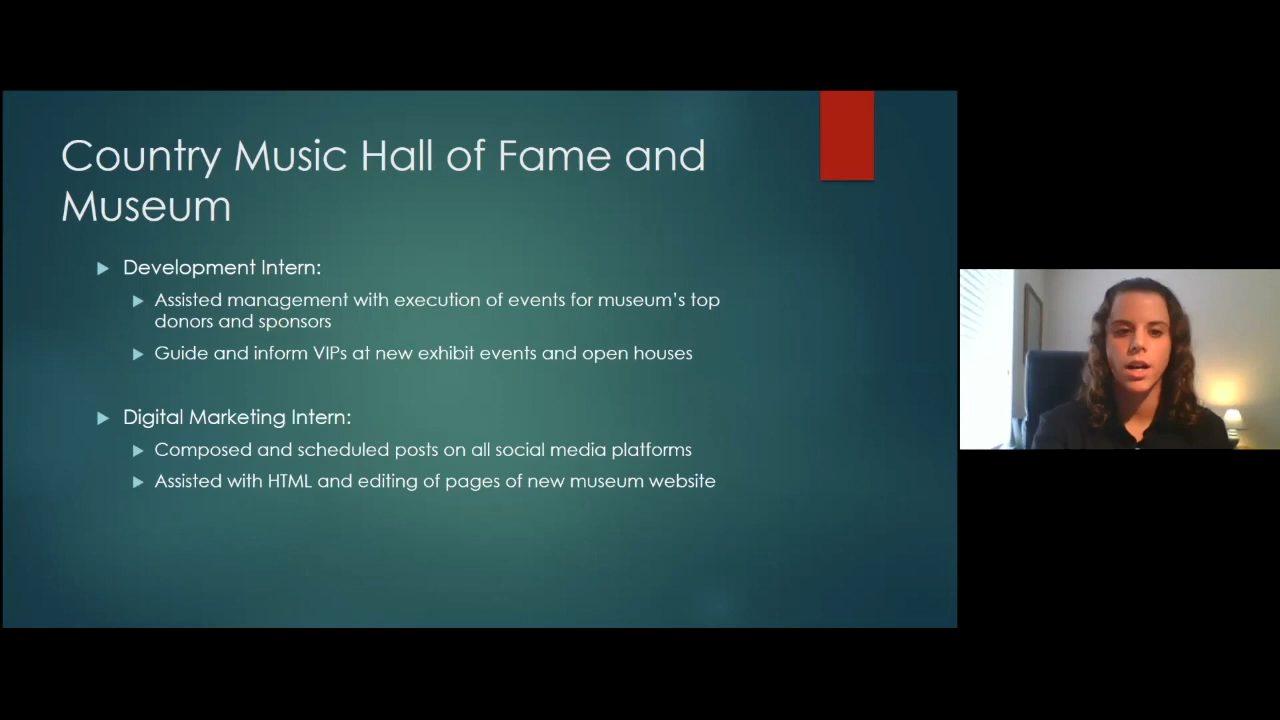 Country Music Hall of Fame and
Museum
Development Intern:
Assisted management with execution of events for museum's top
donors and sponsors
Guide and inform VIPs at new exhibit events and open houses
Digital Marketing Intern:
Composed and scheduled posts on all social media platforms
Assisted with HTML and editing of pages of new museum website